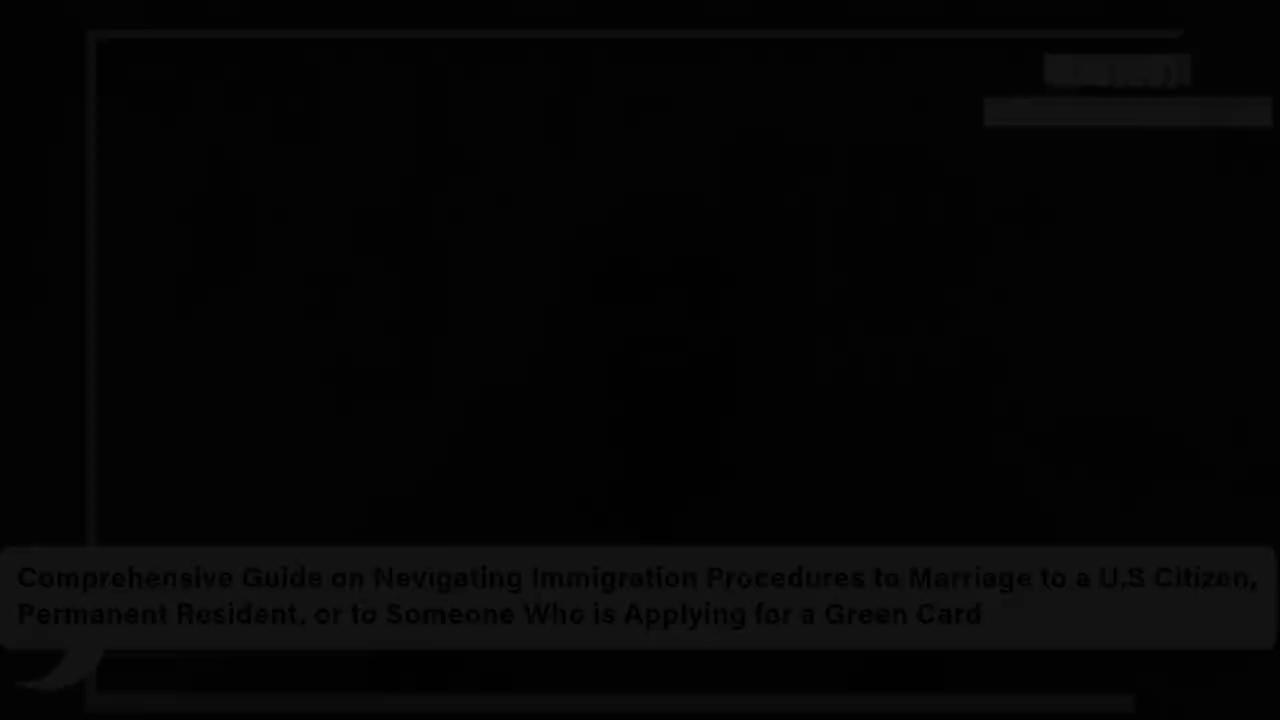 Comprehensive Guide on Nevigating Immigration Procedures to Marriage to a U.S Citizen,
Permanent Resident, or to Someone Who is Applying for a Green Card